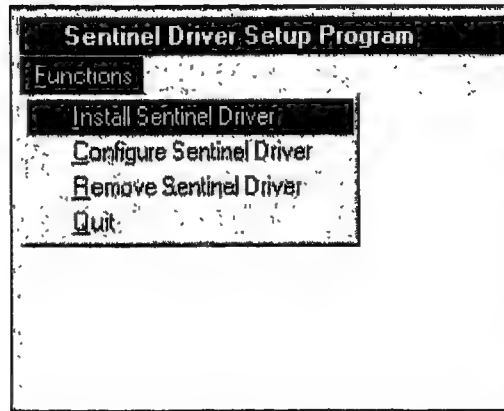 Sentinel Driver Setup Program
Functions
Install Sentinel Driver
Configure Sentinel Driver
Remove Sentinel Driver
Quit